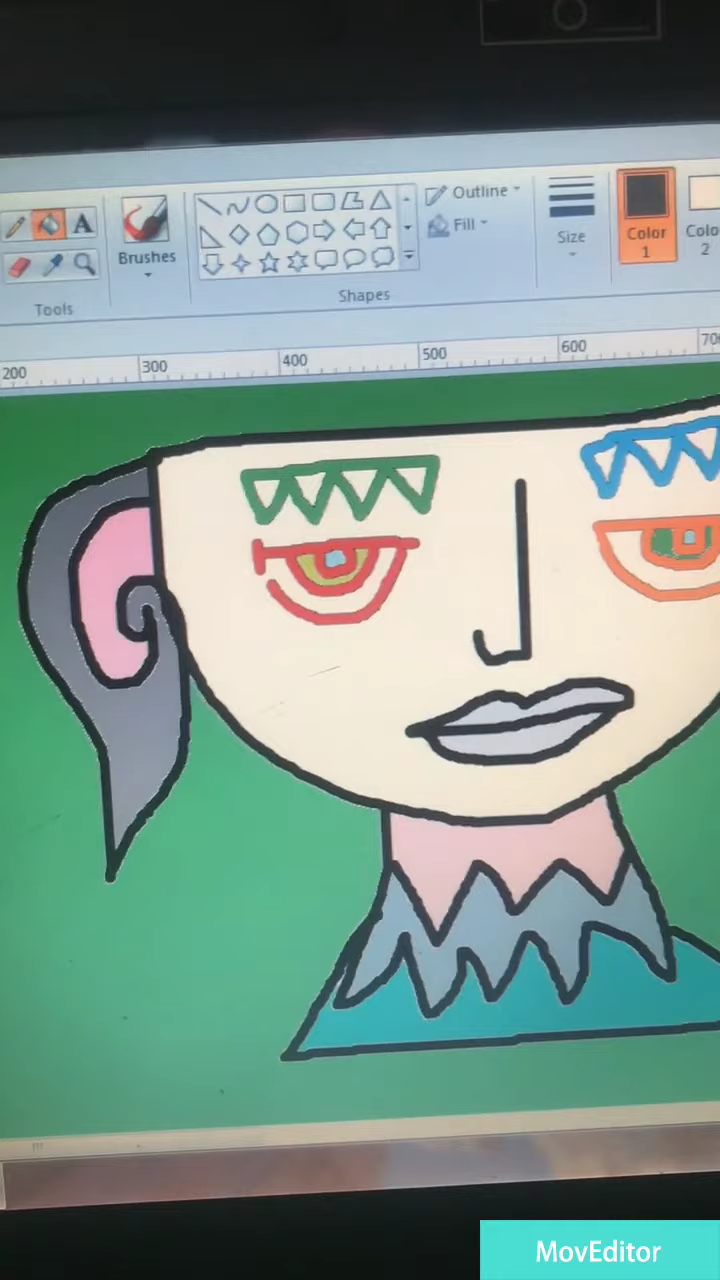 A
Brushes
Tools
Shapes
Outline
Fill
Size
Color
1
Colo
2
200
300
400
500
600
70
MovEditor